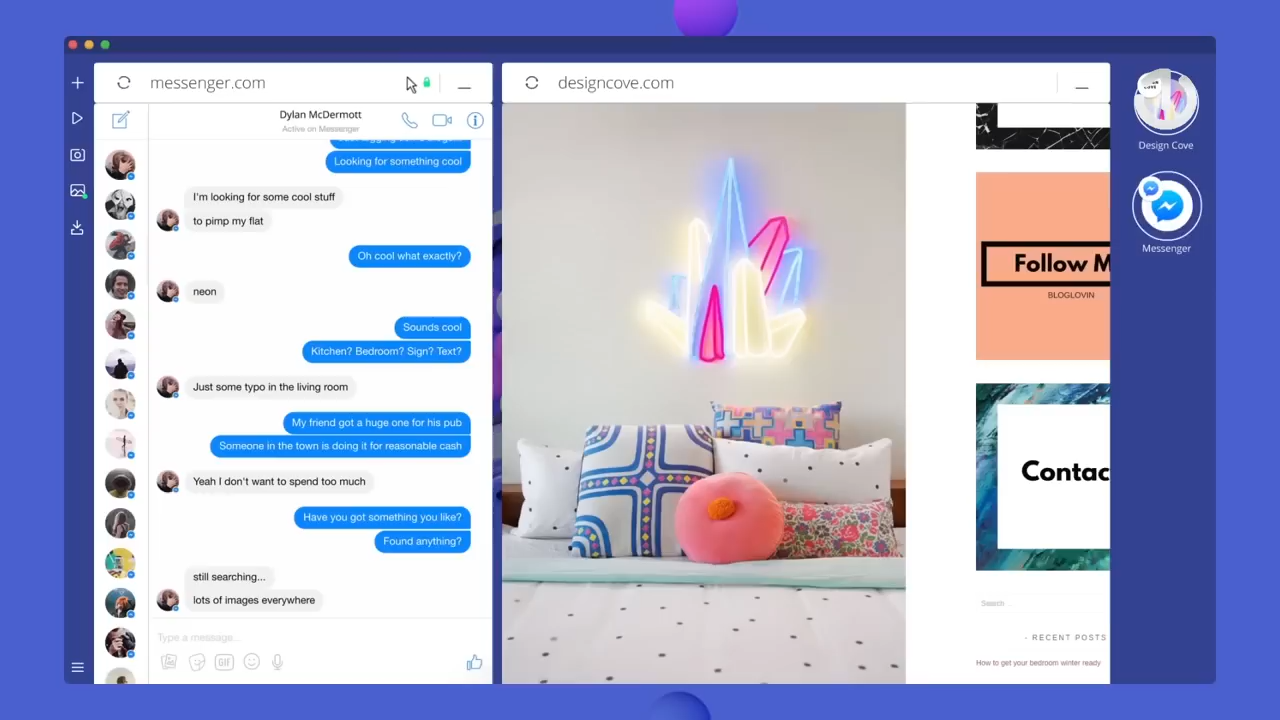 messenger.com
Dylan McDermott
Active on Messenger
Looking for something cool
I'm looking for some cool stuff
to pimp my flat
Oh cool what exactly?
neon
Sounds cool
Kitchen? Bedroom? Sign? Text?
Just some typo in the living room
My friend got a huge one for his pub
Someone in the town is doing it for reasonable cash
Yeah I don't want to spend too much
Have you got something you like?
Found anything?
still searching...
lots of images everywhere
Type a message...
GIF
designcove.com
Follow M
BLOGLOVIN
Contac
Search ...
- RECENT POSTS
How to get your bedroom winter ready
COVE
Design Cove
Messenger